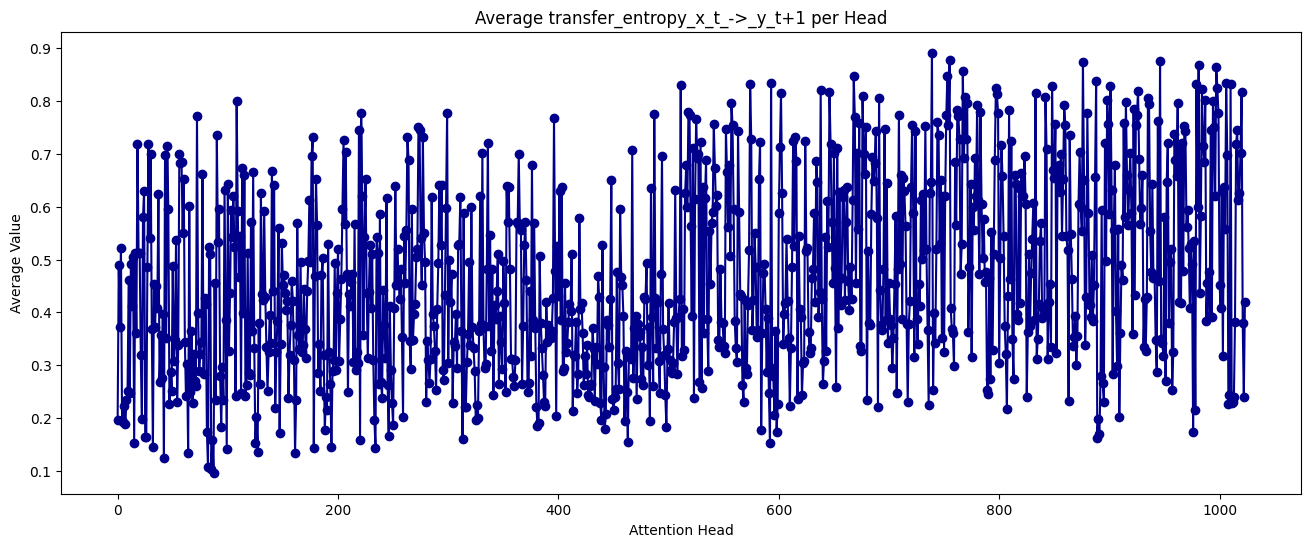 Average transfer_entropy_x_t_->_y_t+1 per Head
Average Value
0.9
0.8
0.7
0.6
0.5
0.4
0.3
0.2
0.1
0 200 400 600 800 1000
Attention Head